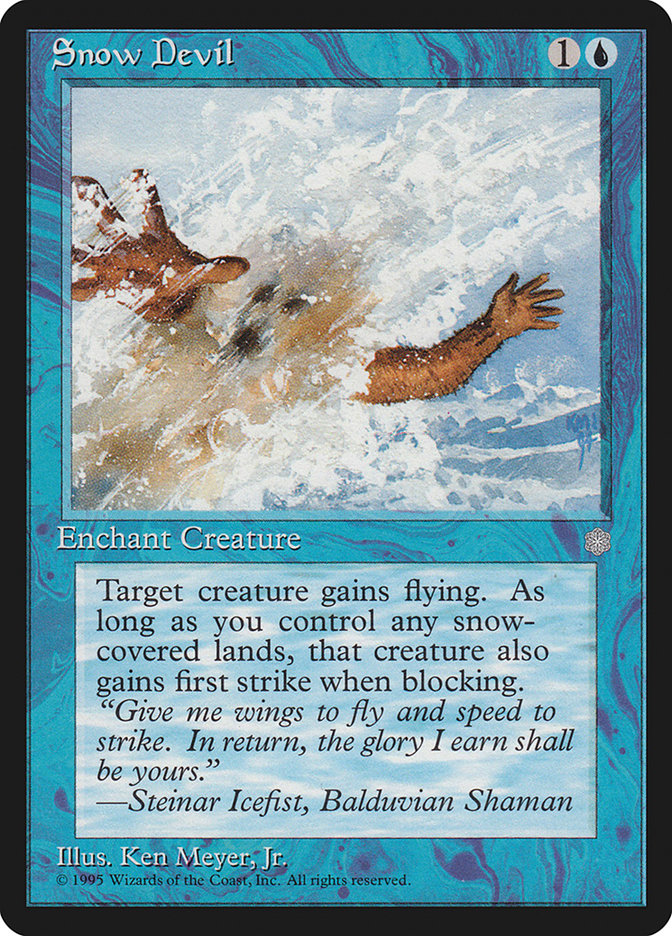 Snow Devil 1
Enchant Creature
Target creature gains flying. As
long as you control any snow-
covered lands, that creature also
gains first strike when blocking.
“Give me wings to fly and speed to
strike. In return, the glory I earn shall
be yours.”
—Steinar Icefist, Balduvian Shaman
Illus. Ken Meyer, Jr.
© 1995 Wizards of the Coast, Inc. All rights reserved.